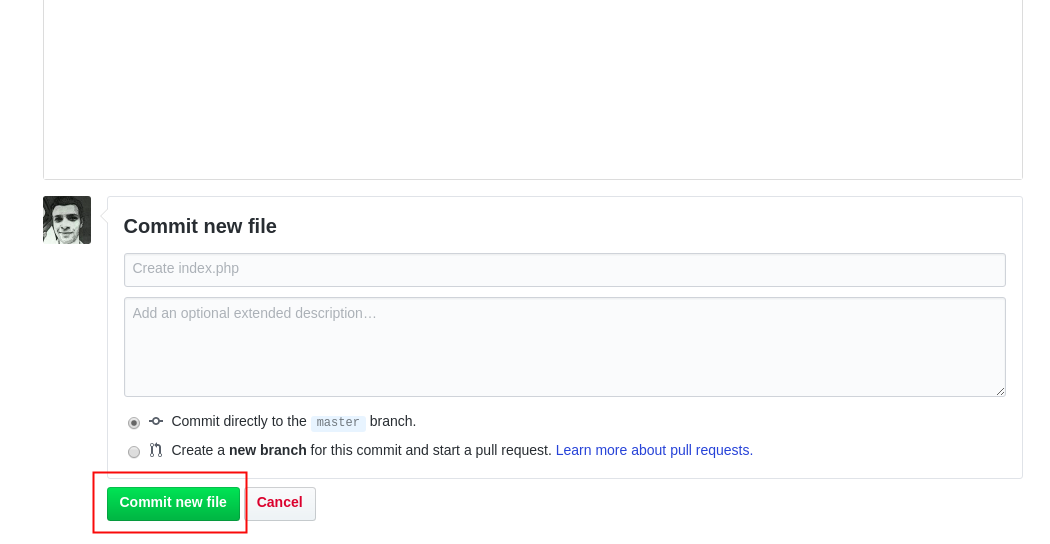 Commit new file
Create index.php
Add an optional extended description…
Commit directly to the master branch.
Create a new branch for this commit and start a pull request. Learn more about pull requests.
Commit new file Cancel